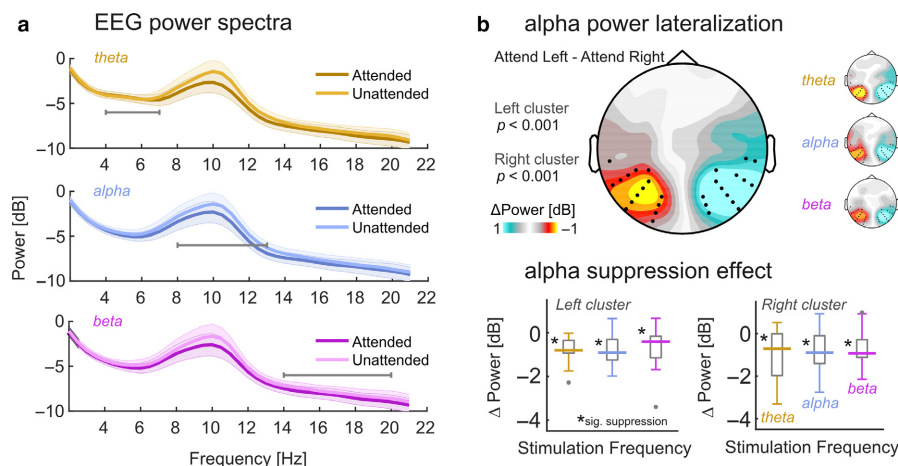 a
EEG power spectra
0
theta
Attended
Unattended
−5
−10
4 6 8 10 12 14 16 18 20 22
Power [dB]
0
alpha
Attended
Unattended
−5
−10
4 6 8 10 12 14 16 18 20 22
0
beta
Attended
Unattended
−5
−10
4 6 8 10 12 14 16 18 20 22
Frequency [Hz]
b
alpha power lateralization
Attend Left - Attend Right
Left cluster
p < 0.001
Right cluster
p < 0.001
ΔPower [dB]
1 −1
theta
alpha
beta
alpha suppression effect
Left cluster
Δ Power [dB]
0
−2
−4
* * *
*sig. suppression
Stimulation Frequency
Right cluster
Δ Power [dB]
0
−2
−4
* * *
theta
alpha
beta
Stimulation Frequency